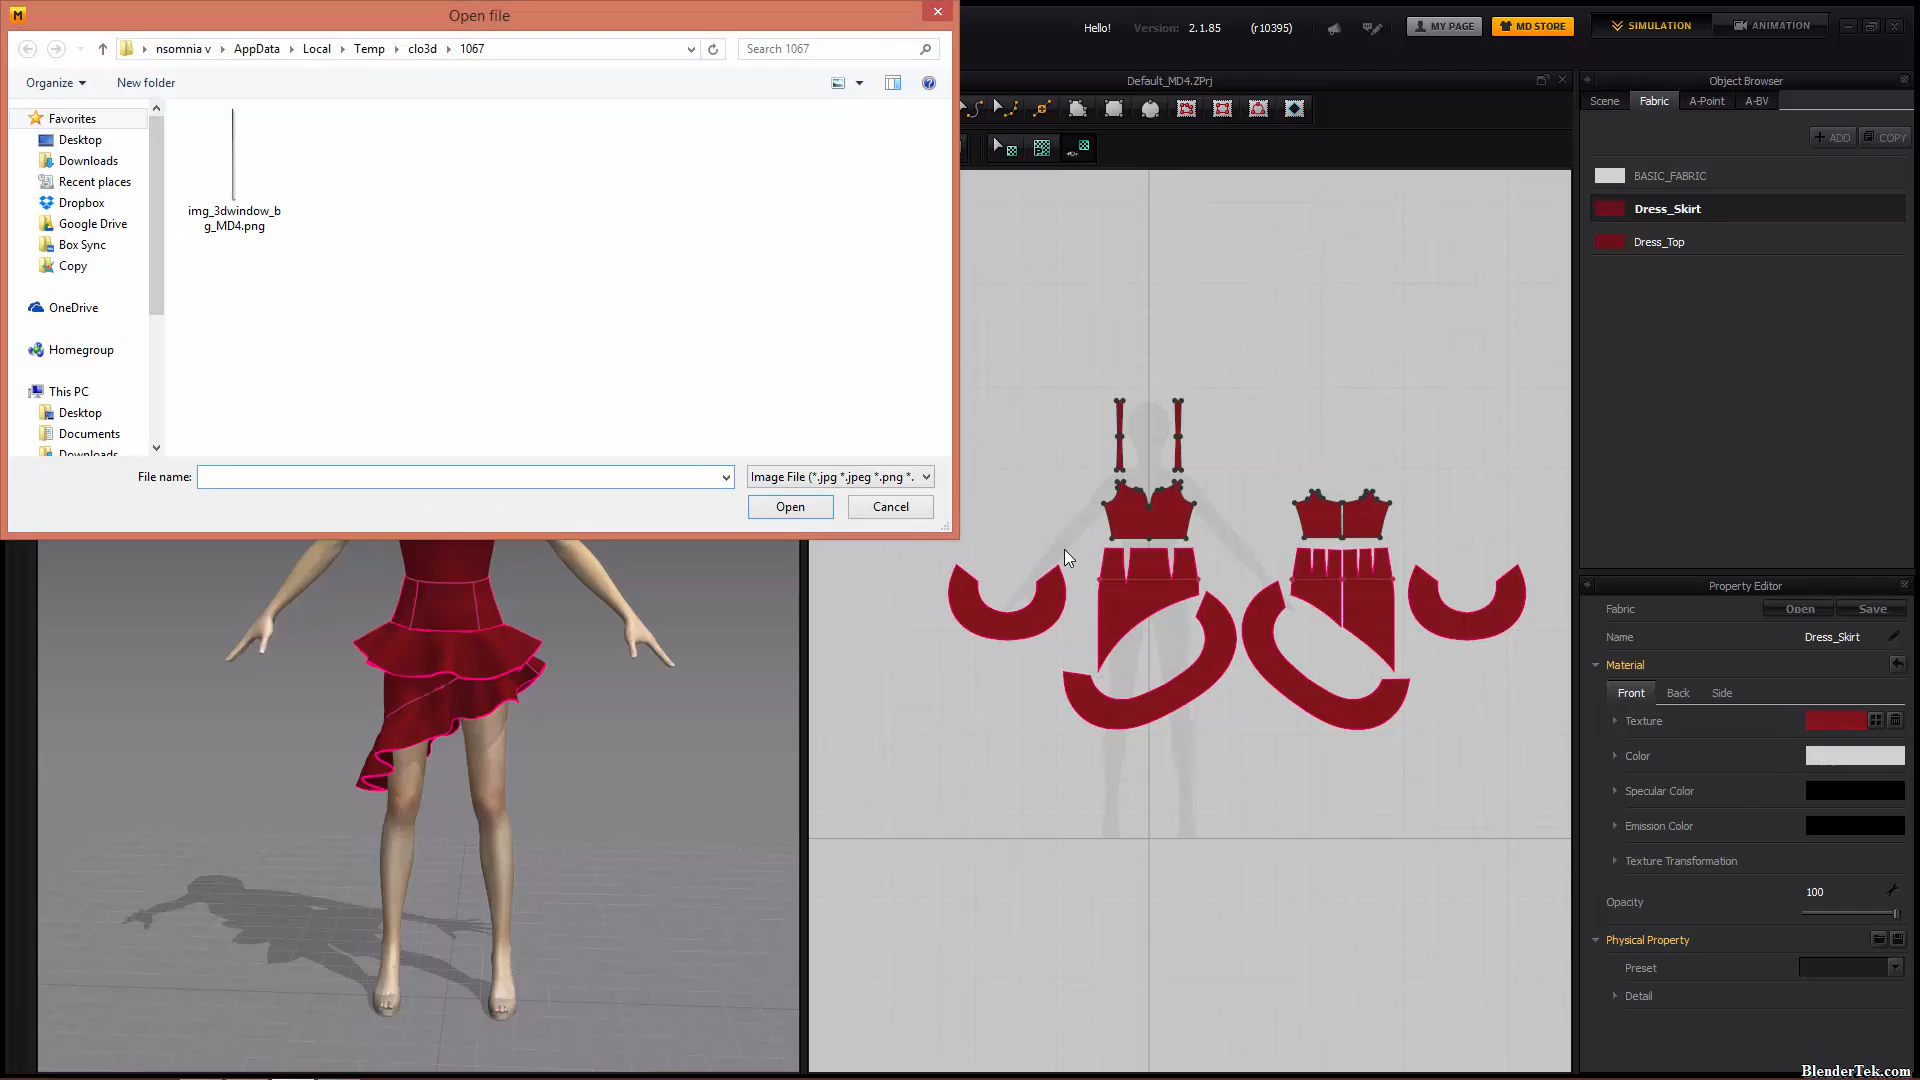 Open file
Hello! Version: 2.1.85 (r10395) MY PAGE MD STORE SIMULATION ANIMATION
nsomnia v AppData Local Temp clo3d 1067
Search 1067
Organize New folder
Favorites
Desktop
Downloads
Recent places
Dropbox
Google Drive
Box Sync
Copy
OneDrive
Homegroup
This PC
Desktop
Documents
Downloads
img_3dwindow_b
g_MD4.png
File name:
Image File (*.jpg *.jpeg *.png *.
Open Cancel
Default_MD4.ZPrj
Object Browser
Scene Fabric A-Point A-BV
+ ADD COPY
BASIC_FABRIC
Dress_Skirt
Dress_Top
Property Editor
Fabric Open Save
Name Dress_Skirt
Material
Front Back Side
Texture
Color
Specular Color
Emission Color
Texture Transformation
100
Opacity
Physical Property
Preset
Detail
BlenderTek.com